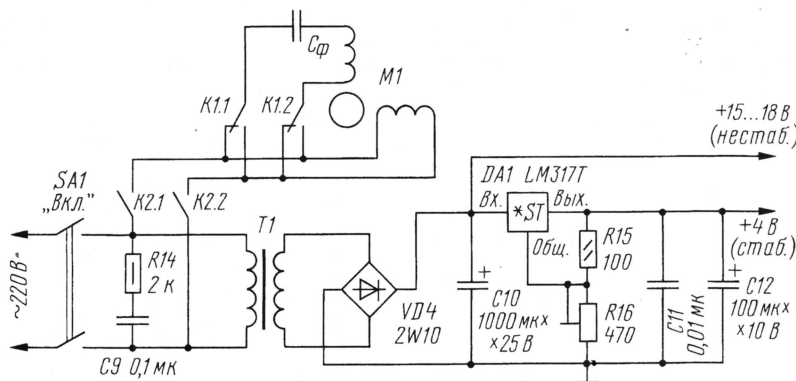 Cф
M1
K1.1
K1.2
+15...18 В
(нестаб.)
SA1
„Вкл."
K2.1
K2.2
DA1 LM317T
Вх.
*ST
Вых.
+4 В
(стаб.)
~220 В
R14
2 к
T1
Общ.
R15
100
VD4
2W10
C10
1000 мк×
×25 В
R16
470
C11
0,01 мк
C12
100 мк×
×10 В
C9 0,1 мк